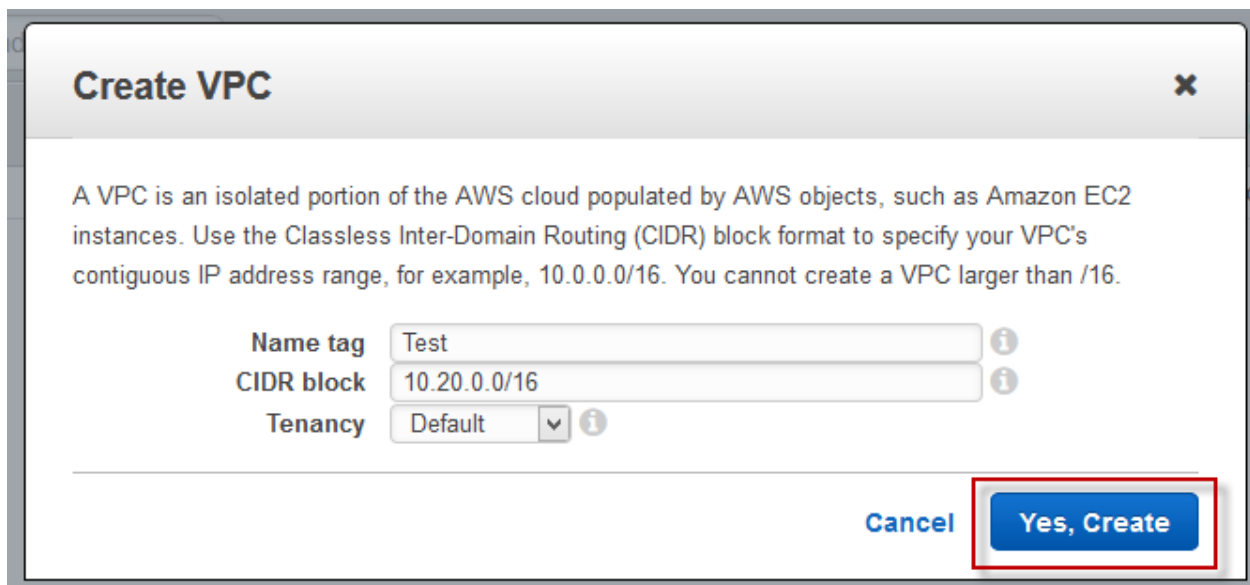 Create VPC
A VPC is an isolated portion of the AWS cloud populated by AWS objects, such as Amazon EC2
instances. Use the Classless Inter-Domain Routing (CIDR) block format to specify your VPC's
contiguous IP address range, for example, 10.0.0.0/16. You cannot create a VPC larger than /16.
Name tag Test
CIDR block 10.20.0.0/16
Tenancy Default
Cancel Yes, Create